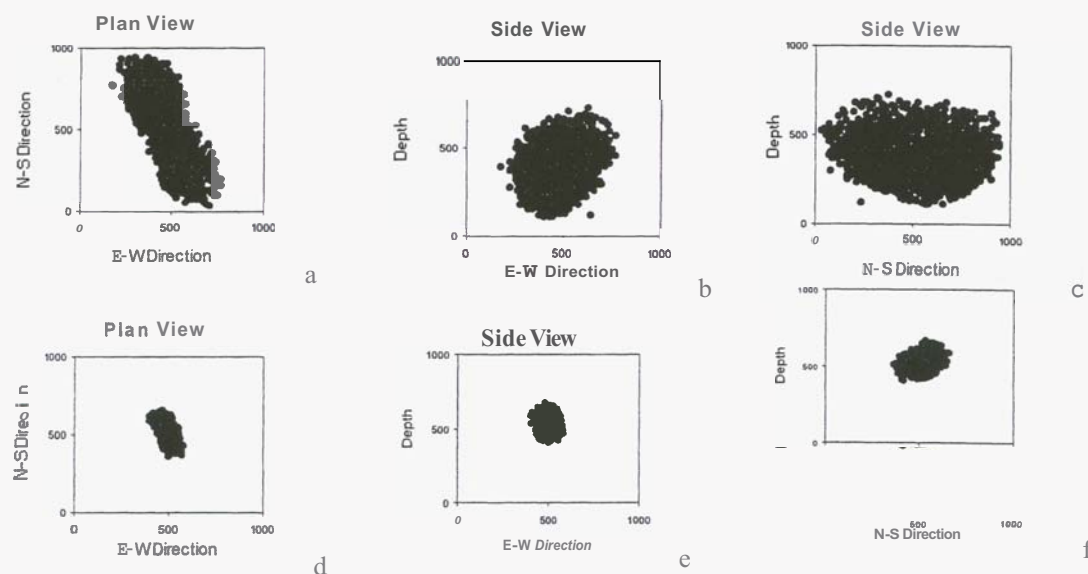 Plan View
1000
500
0
N-S Direction
0 500 1000
E-W Direction
a
Side View
1000
500
0
Depth
0 500 1000
E-W Direction
b
Side View
1000
500
0
Depth
0 500 1000
N-S Direction
c
Plan View
1000
500
0
N-S Direo i n
0 500 1000
E-W Direction
d
Side View
1000
500
0
Depth
0 500 1000
E-W Direction
e
1000
500
0
Depth
500 1000
N-S Direction
f